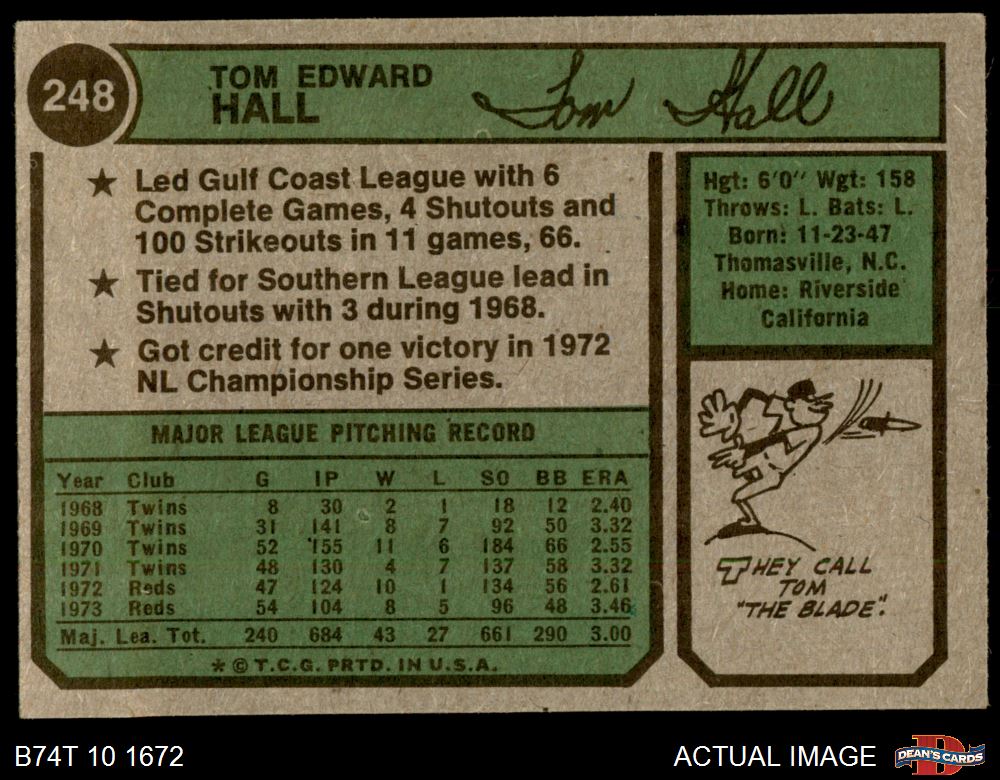 248
TOM EDWARD
HALL
Tom Hall
★ Led Gulf Coast League with 6
Complete Games, 4 Shutouts and
100 Strikeouts in 11 games, 66.
★ Tied for Southern League lead in
Shutouts with 3 during 1968.
★ Got credit for one victory in 1972
NL Championship Series.
Hgt: 6'0" Wgt: 158
Throws: L. Bats: L.
Born: 11-23-47
Thomasville, N.C.
Home: Riverside
California
MAJOR LEAGUE PITCHING RECORD
Year Club G IP W L SO BB ERA
1968 Twins 8 30 2 1 18 12 2.40
1969 Twins 31 141 8 7 92 50 3.32
1970 Twins 52 155 11 6 184 66 2.55
1971 Twins 48 130 4 7 137 58 3.32
1972 Reds 47 124 10 1 134 56 2.61
1973 Reds 54 104 8 5 96 48 3.46
Maj. Lea. Tot. 240 684 43 27 661 290 3.00
* © T.C.G. PRTD. IN U.S.A.
THEY CALL
TOM
"THE BLADE".
B74T 10 1672
ACTUAL IMAGE
D
DEAN'S CARDS